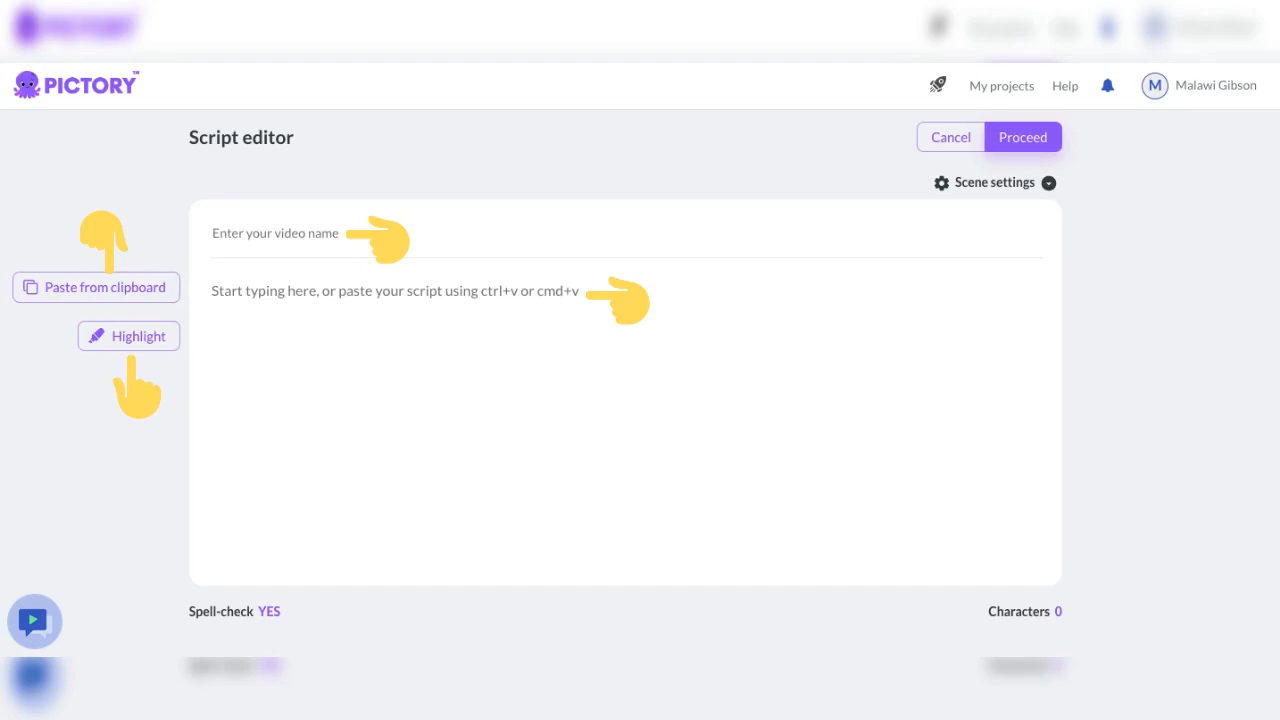 PICTORY™
My projects
Help
M
Malawi Gibson
Script editor
Cancel
Proceed
Scene settings
Enter your video name
Paste from clipboard
Start typing here, or paste your script using ctrl+v or cmd+v
Highlight
Spell-check YES
Characters 0